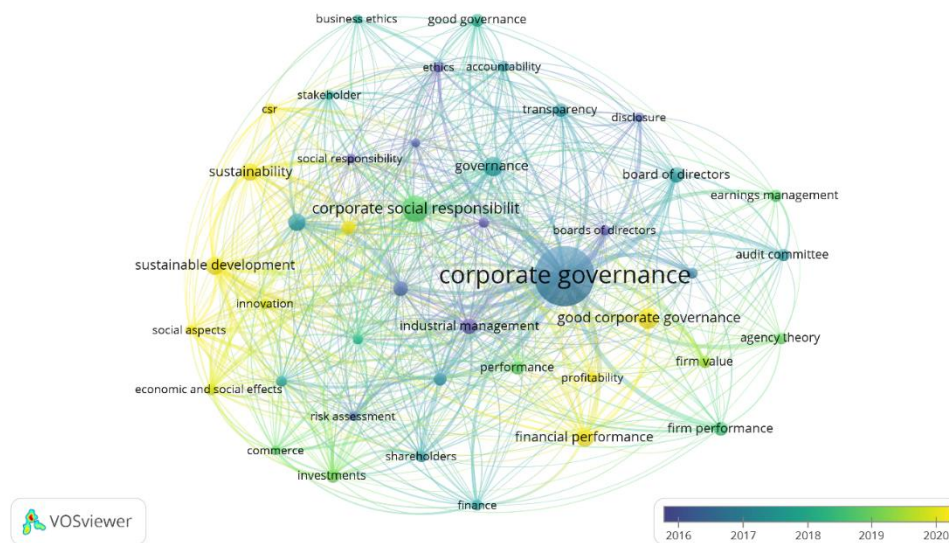 business ethics
good governance
ethics
accountability
stakeholder
csr
transparency
disclosure
social responsibility
sustainability
governance
board of directors
earnings management
corporate social responsibilit
boards of directors
audit committee
sustainable development
corporate governance
innovation
good corporate governance
social aspects
industrial management
agency theory
performance
firm value
economic and social effects
profitability
risk assessment
firm performance
financial performance
commerce
shareholders
investments
finance
VOSviewer
2016 2017 2018 2019 2020